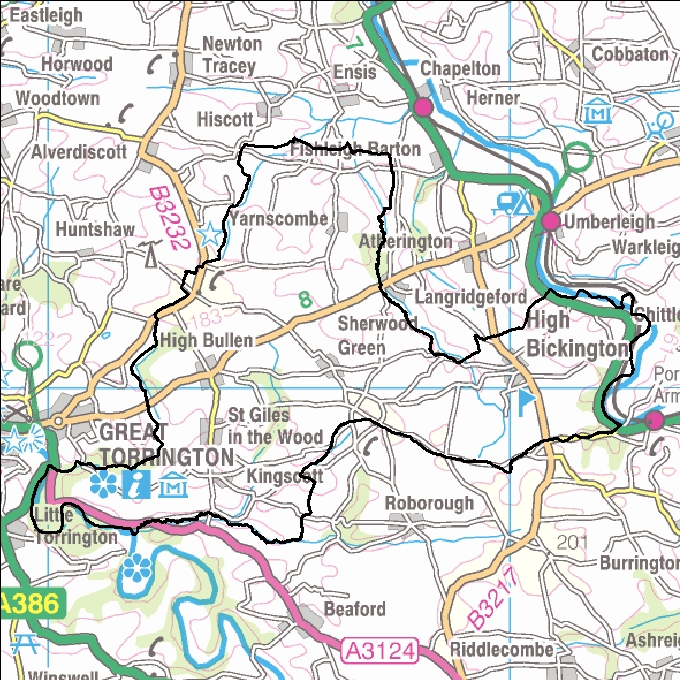 Eastleigh
Horwood
Woodtown
Alverdiscott
Newton
Tracey
Hiscott
Ensis
7
Chapelton
Herner
Cobbaton
Fishleigh Barton
B3232
Huntshaw
Yarnscombe
Atherington
Umberleigh
Warkleig
are
ard
8
183
Langridgeford
High
Bickington
Chittle
Sherwood
Green
High Bullen
Por
Arm
GREAT
TORRINGTON
St Giles
in the Wood
Kingscott
Roborough
Little
Torrington
201
Burrington
A386
Beaford
B3217
A3124
Riddlecombe
Ashrei
Winswell